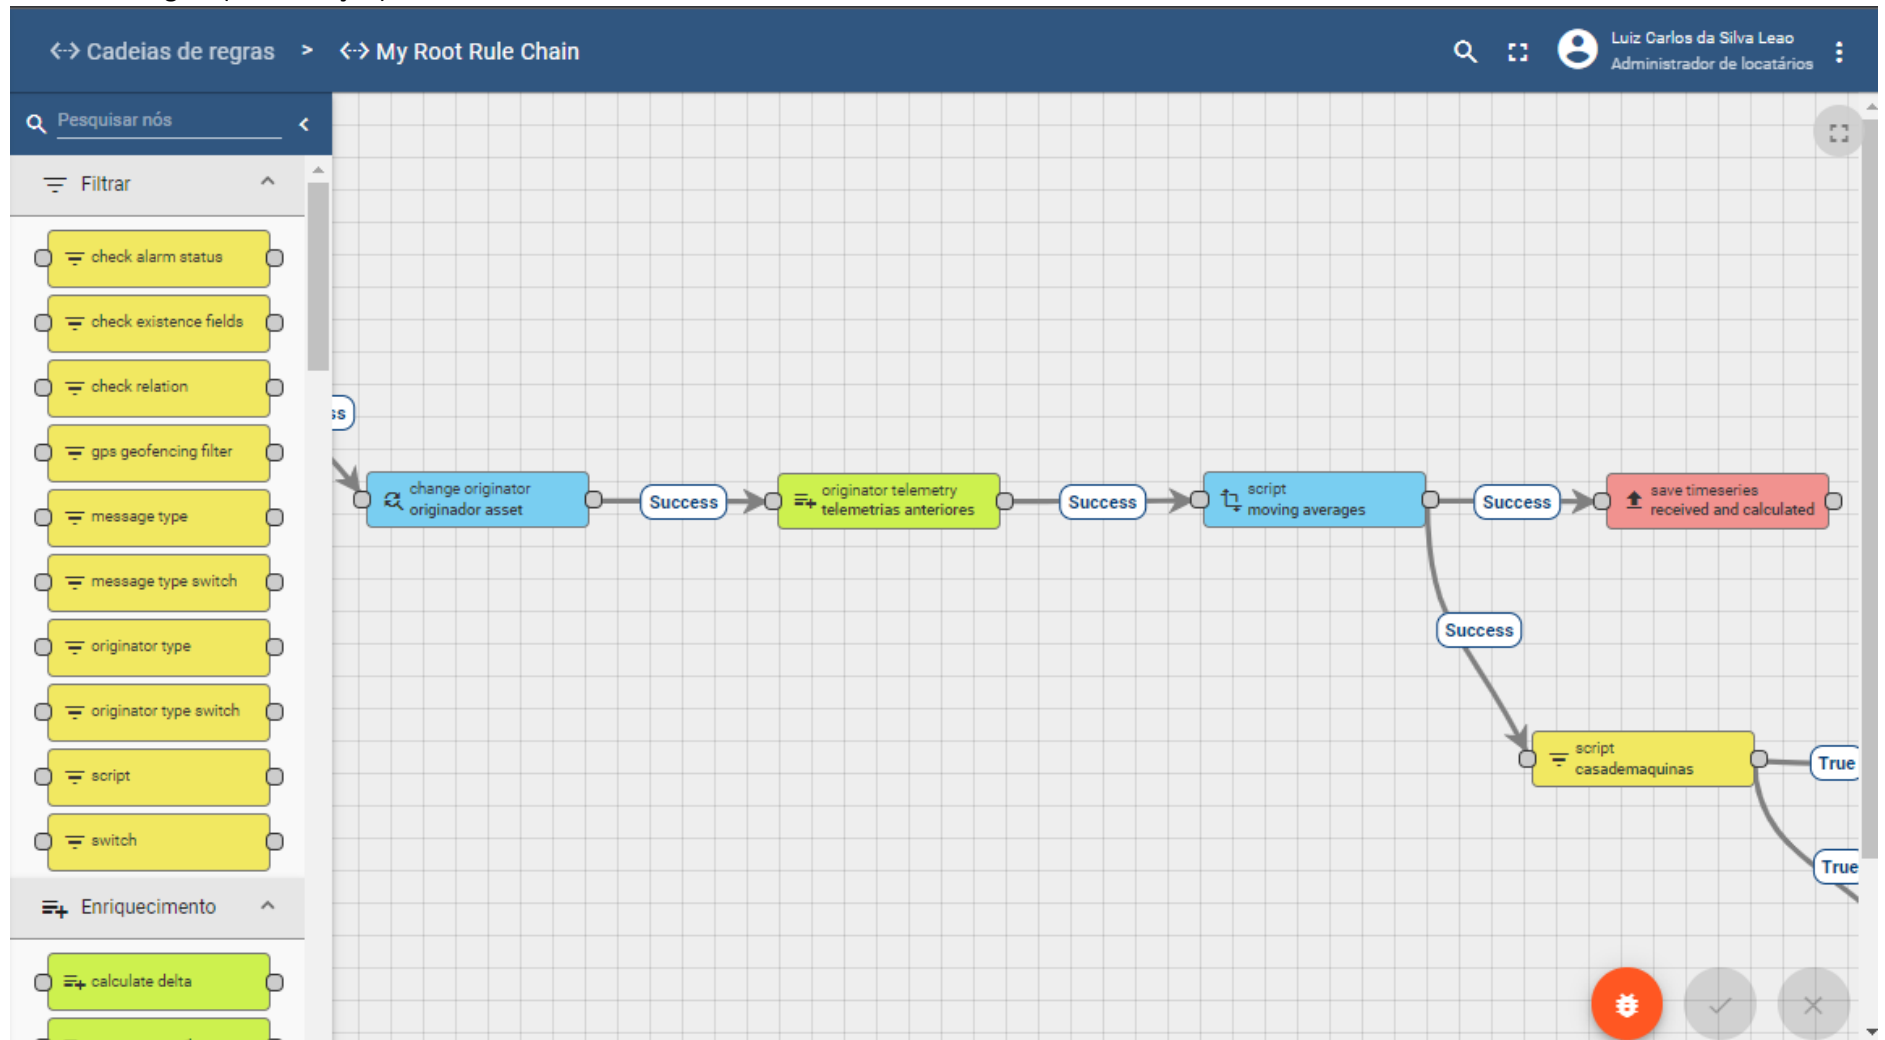 Cadeias de regras > My Root Rule Chain
Luiz Carlos da Silva Leao
Administrador de locatários
Pesquisar nós
Filtrar
check alarm status
check existence fields
check relation
gps geofencing filter
message type
message type switch
originator type
originator type switch
script
switch
Enriquecimento
calculate delta
ss
change originator
originador asset
Success
originator telemetry
telemetrias anteriores
Success
script
moving averages
Success
save timeseries
received and calculated
Success
script
casademaquinas
True
True